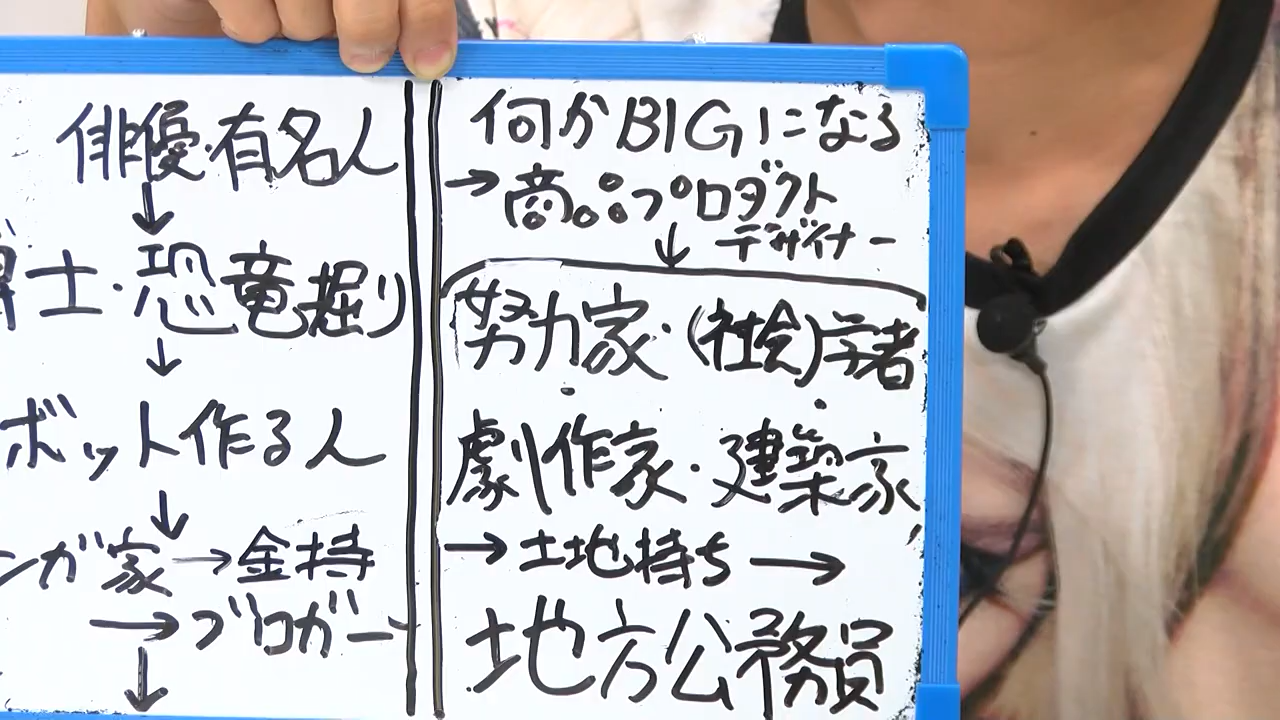 俳優・有名人
↓
博士・恐竜掘り
↓
ボット作る人
↓
ンガ家→金持
→ブロガー
↓
何かBIGになる
→商品プロダクト
デザイナー
↓
努力家・(社会)学者
・
劇作家・建築家
→土地持ち→
地方公務員